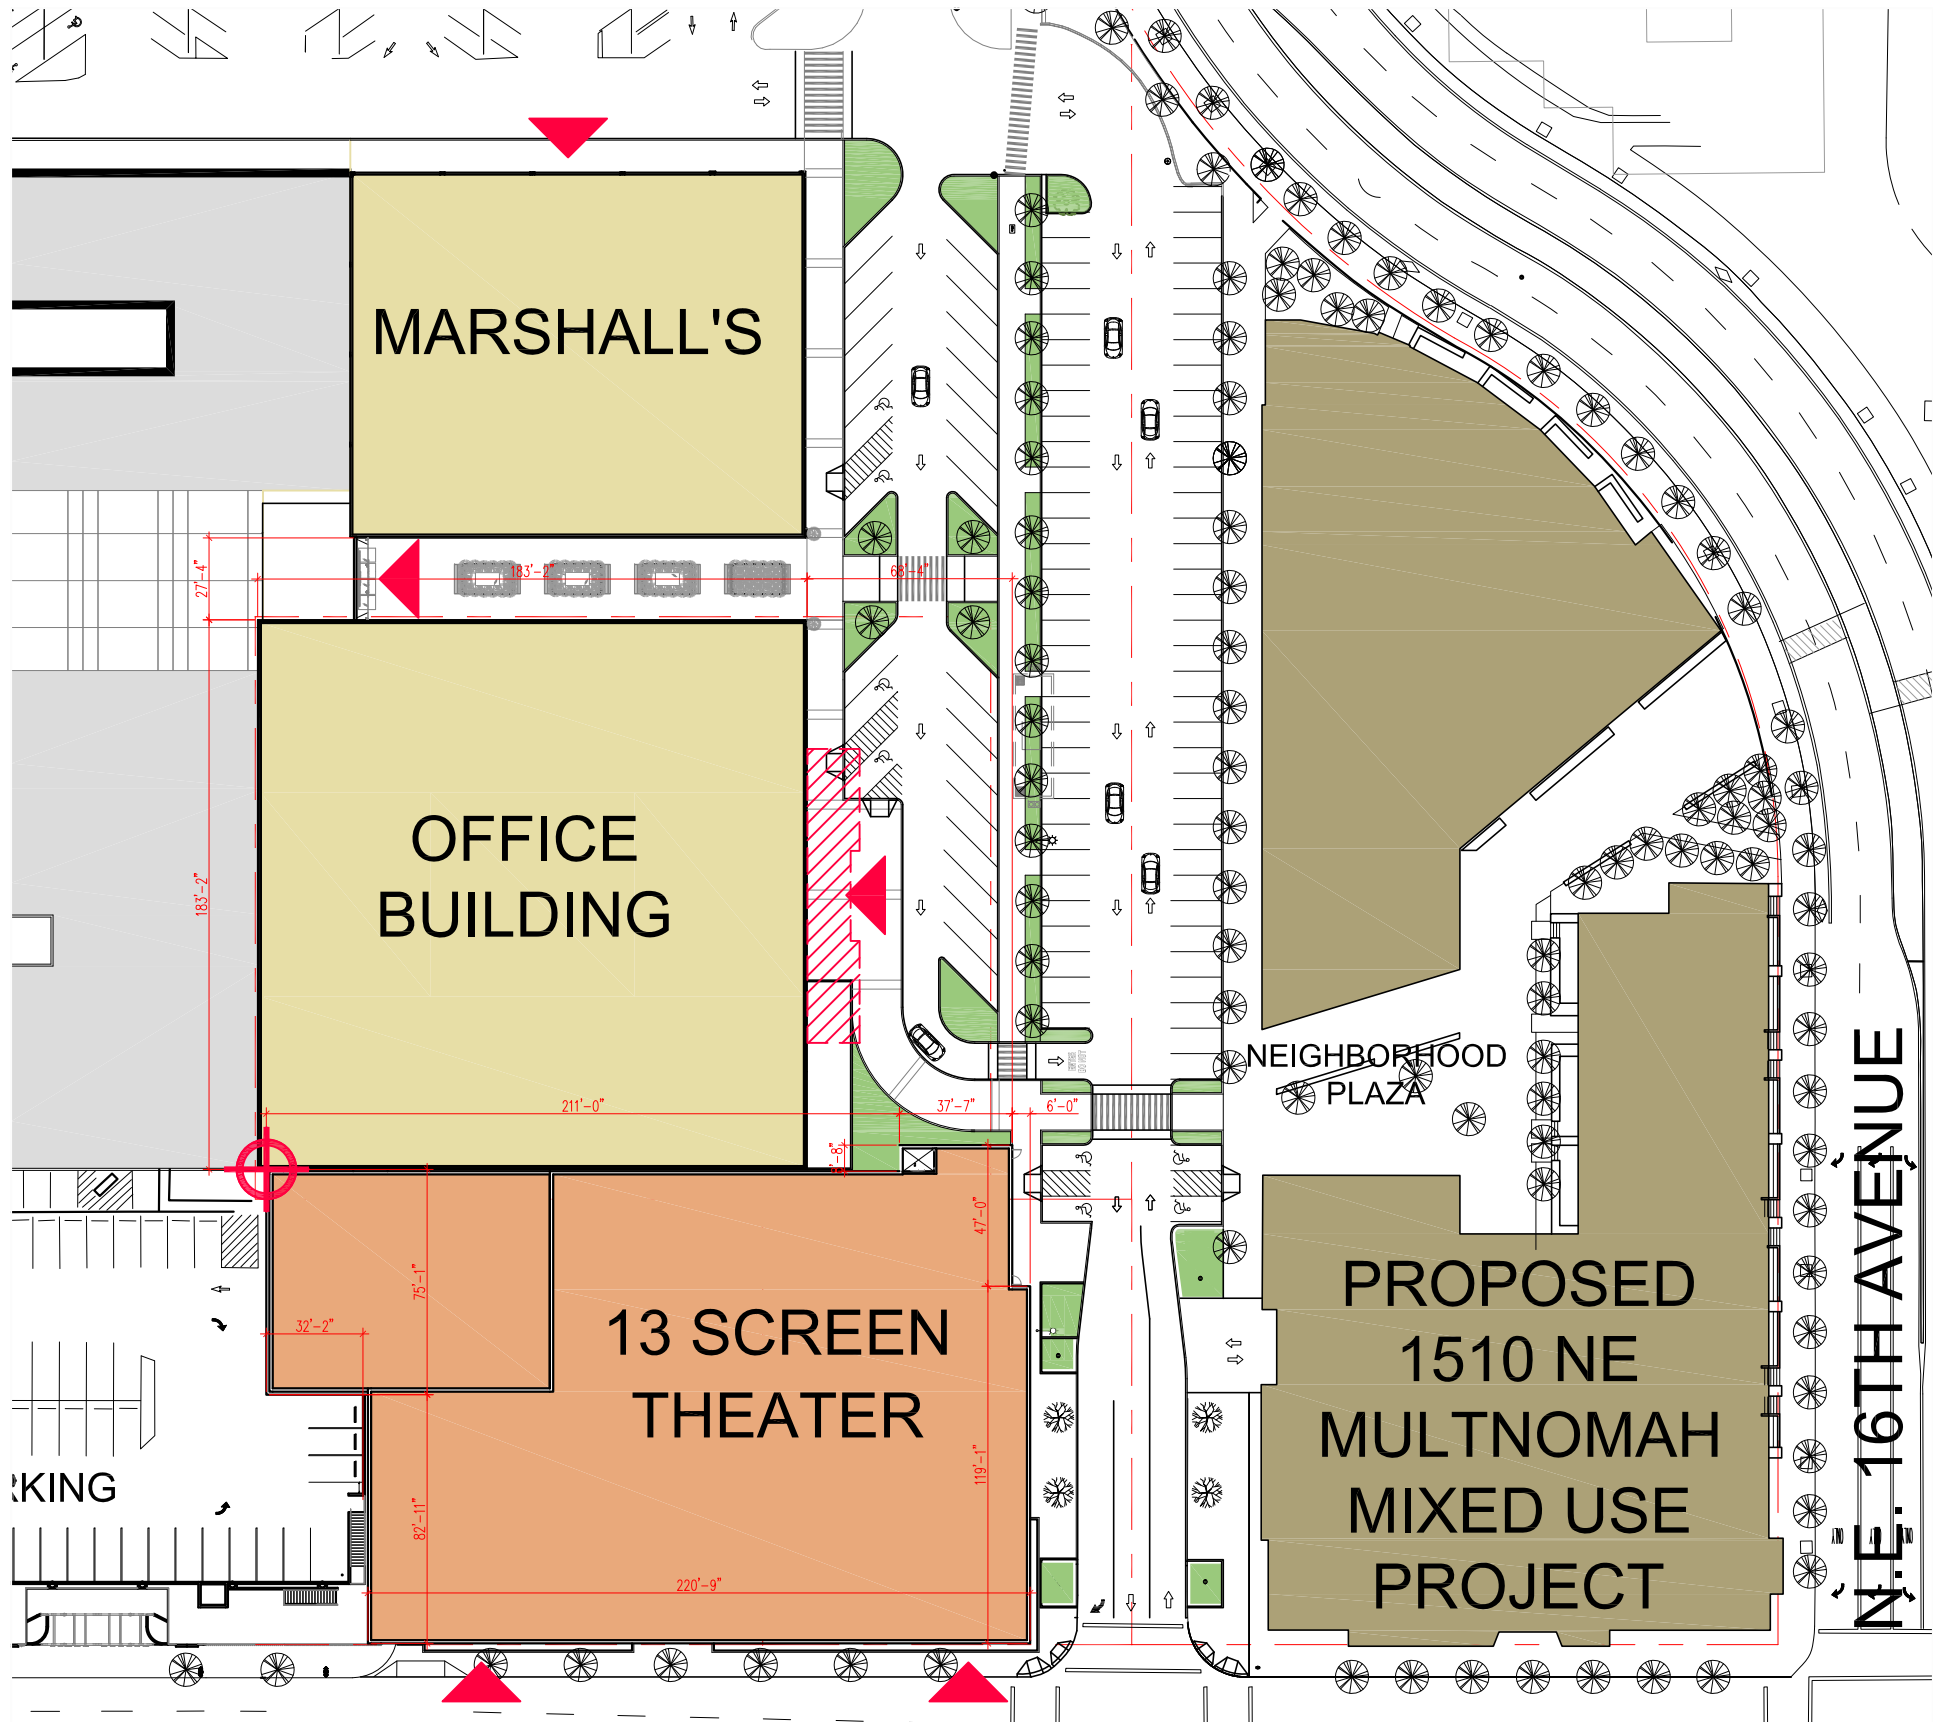 MARSHALL'S
27'-4"
183'-2"
68'-4"
OFFICE
BUILDING
183'-2"
NEIGHBORHOOD
PLAZA
211'-0"
37'-7"
6'-0"
47'-0"
75'-1"
32'-2"
13 SCREEN
THEATER
119'-1"
82'-11"
220'-9"
RKING
PROPOSED
1510 NE
MULTNOMAH
MIXED USE
PROJECT
N.E. 16TH AVENUE